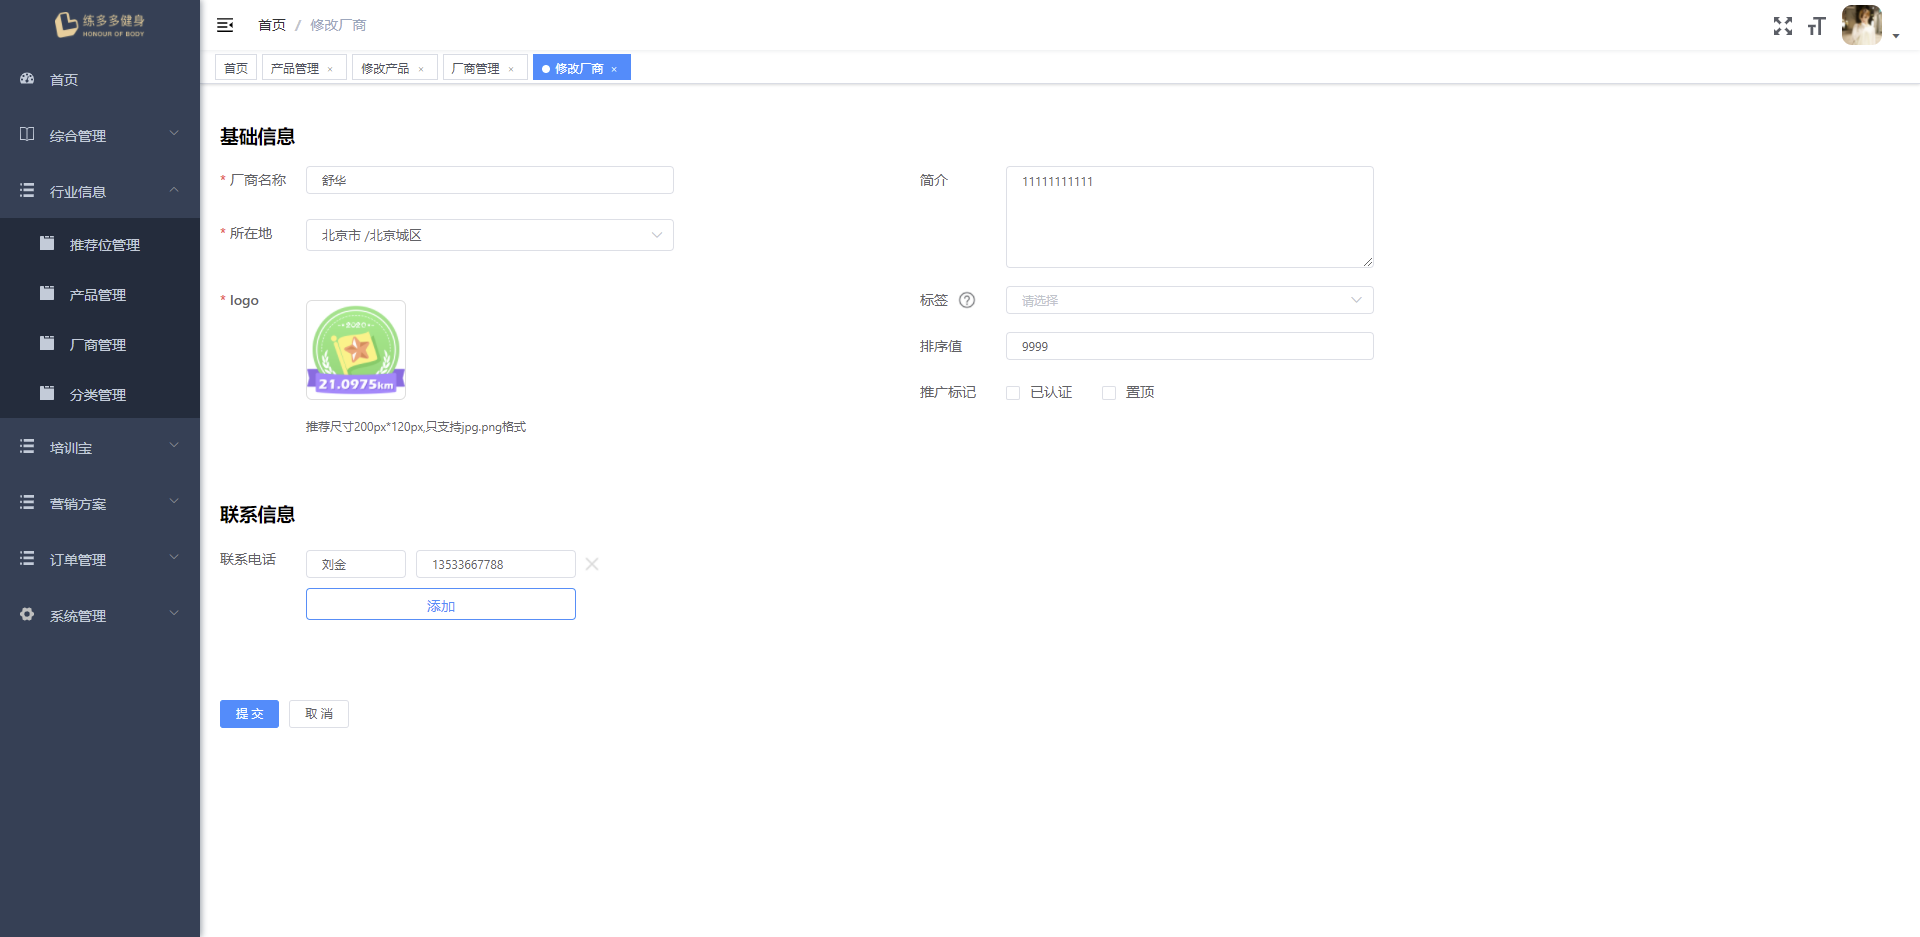 练多多健身
HONOUR OF BODY
首页
综合管理
行业信息
推荐位管理
产品管理
厂商管理
分类管理
培训宝
营销方案
订单管理
系统管理
首页 / 修改厂商
首页
产品管理 ×
修改产品 ×
厂商管理 ×
修改厂商 ×
基础信息
* 厂商名称
舒华
* 所在地
北京市 /北京城区
* logo
2020
21.0975km
推荐尺寸200px*120px,只支持jpg.png格式
简介
11111111111
标签
请选择
排序值
9999
推广标记
已认证
置顶
联系信息
联系电话
刘金
13533667788
添加
提 交
取 消